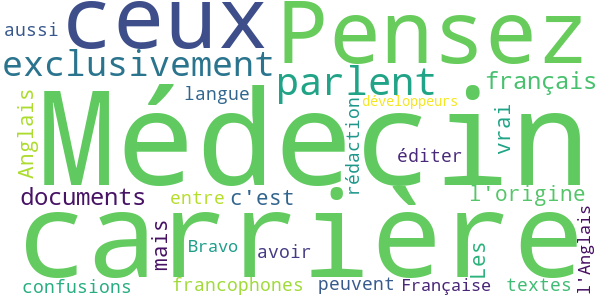 aussi
ceux
Pensez
exclusivement
parlent
français
langue
développeurs
Anglais
Médecin
rédaction
vrai
éditer
documents
entre
c'est
l'origine
carrière
mais
Bravo
avoir
Les
l'Anglais
confusions
francophones
peuvent
Française
textes